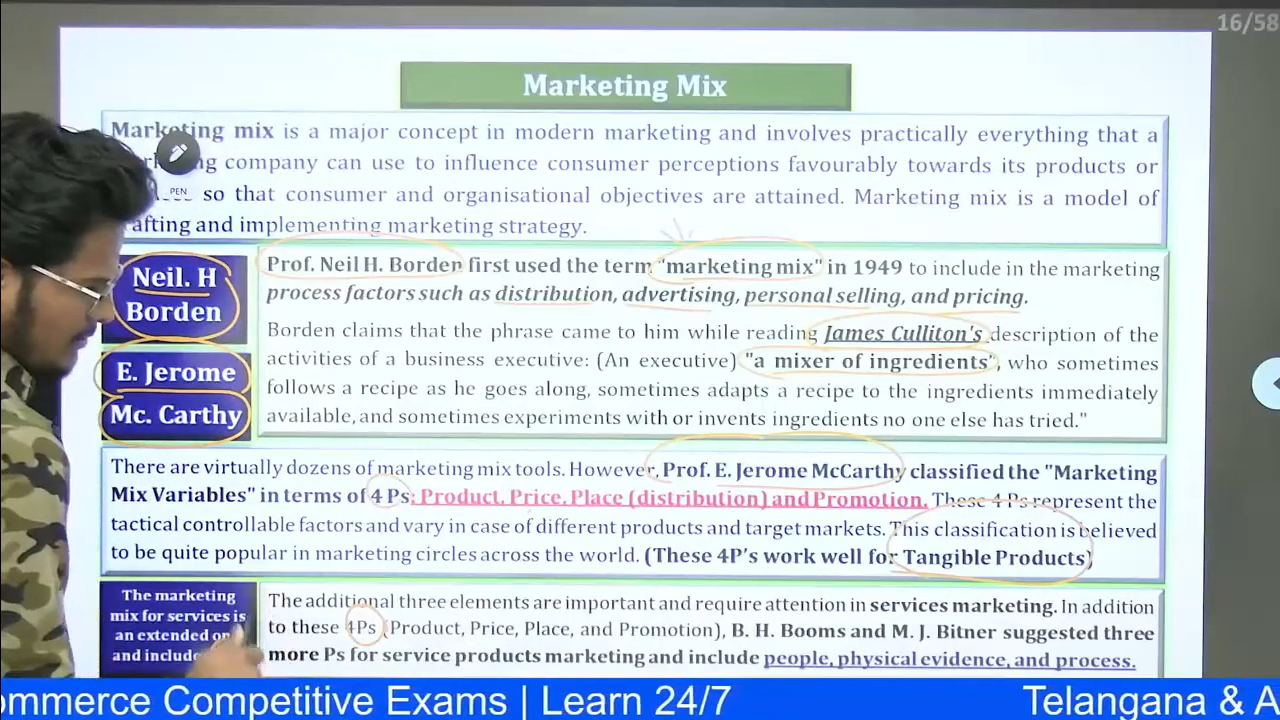 16/58
Marketing Mix
Marketing mix is a major concept in modern marketing and involves practically everything that a
company can use to influence consumer perceptions favourably towards its products or
PEN
so that consumer and organisational objectives are attained. Marketing mix is a model of
and implementing marketing strategy.
Neil. H
Borden
Prof. Neil H. Borden first used the term "marketing mix" in 1949 to include in the marketing
process factors such as distribution, advertising, personal selling, and pricing.
Borden claims that the phrase came to him while reading James Culliton's description of the
activities of a business executive: (An executive) "a mixer of ingredients", who sometimes
follows a recipe as he goes along, sometimes adapts a recipe to the ingredients immediately
available, and sometimes experiments with or invents ingredients no one else has tried."
E. Jerome
Mc. Carthy
There are virtually dozens of marketing mix tools. However, Prof. E. Jerome McCarthy classified the "Marketing
Mix Variables" in terms of 4 Ps: Product, Price, Place (distribution) and Promotion. These 4 Ps represent the
tactical controllable factors and vary in case of different products and target markets. This classification is believed
to be quite popular in marketing circles across the world. (These 4P's work well for Tangible Products)
The marketing
mix for services is
an extended
and
The additional three elements are important and require attention in services marketing. In addition
to these 4Ps (Product, Price, Place, and Promotion), B. H. Booms and M. J. Bitner suggested three
more Ps for service products marketing and include people, physical evidence, and process.
ommerce Competitive Exams | Learn 24/7 Telangana & A